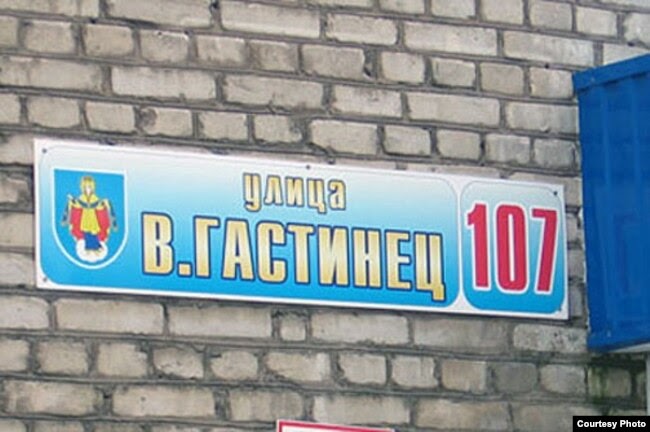 улица
В.ГАСТИНЕЦ
107
Courtesy Photo